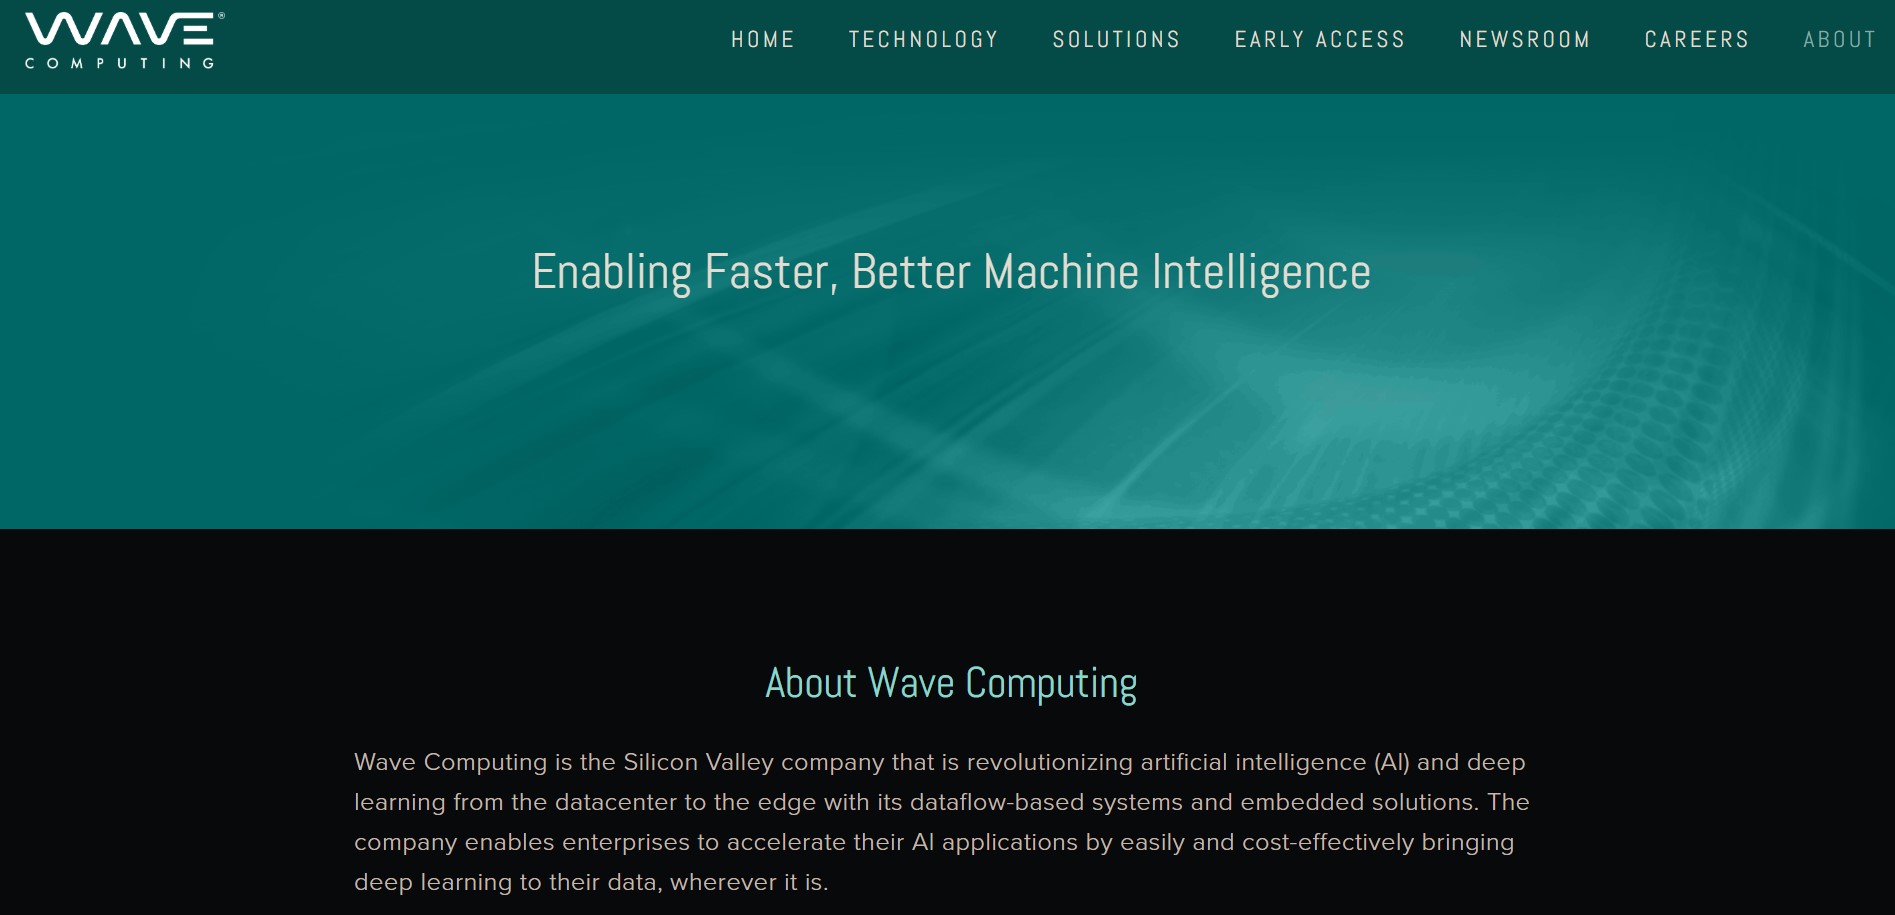 WAVE®
COMPUTING
HOME TECHNOLOGY SOLUTIONS EARLY ACCESS NEWSROOM CAREERS ABOUT
Enabling Faster, Better Machine Intelligence
About Wave Computing
Wave Computing is the Silicon Valley company that is revolutionizing artificial intelligence (AI) and deep
learning from the datacenter to the edge with its dataflow-based systems and embedded solutions. The
company enables enterprises to accelerate their AI applications by easily and cost-effectively bringing
deep learning to their data, wherever it is.